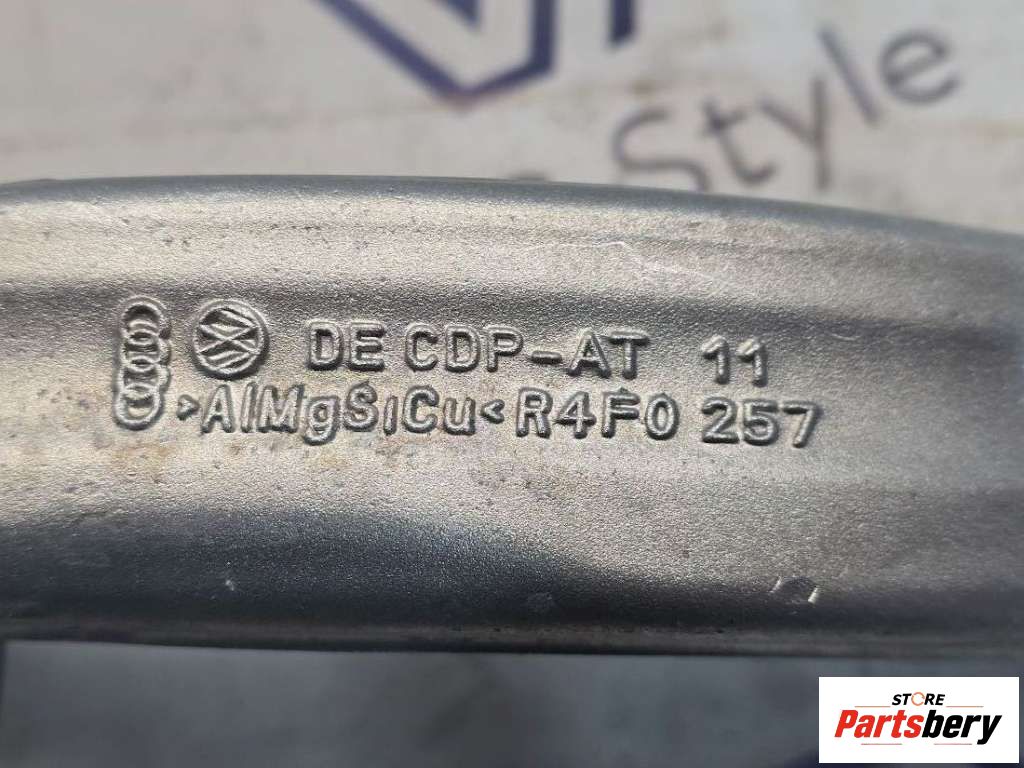 Style
DE CDP-AT 11
>AlMgSiCu< R4F0 257
STORE
Partsbery